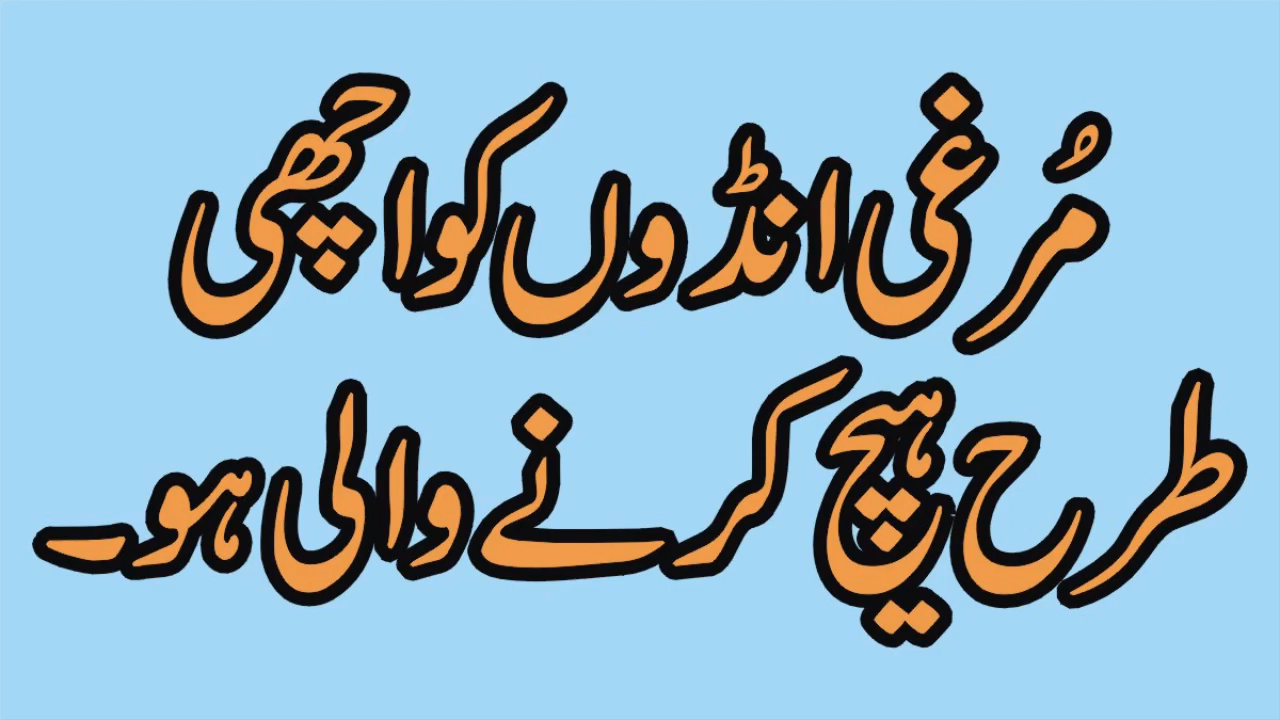 مُرغی انڈوں کو اچھی
طرح ہیچ کرنے والی ہو۔